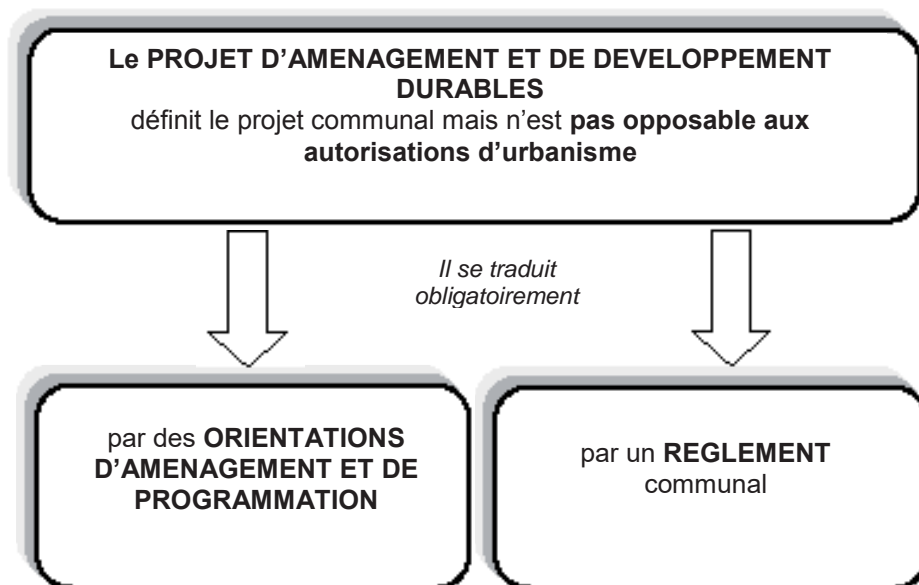 Le PROJET D’AMENAGEMENT ET DE DEVELOPPEMENT
DURABLES
définit le projet communal mais n’est pas opposable aux
autorisations d’urbanisme
Il se traduit
obligatoirement
par des ORIENTATIONS
D’AMENAGEMENT ET DE
PROGRAMMATION
par un REGLEMENT
communal